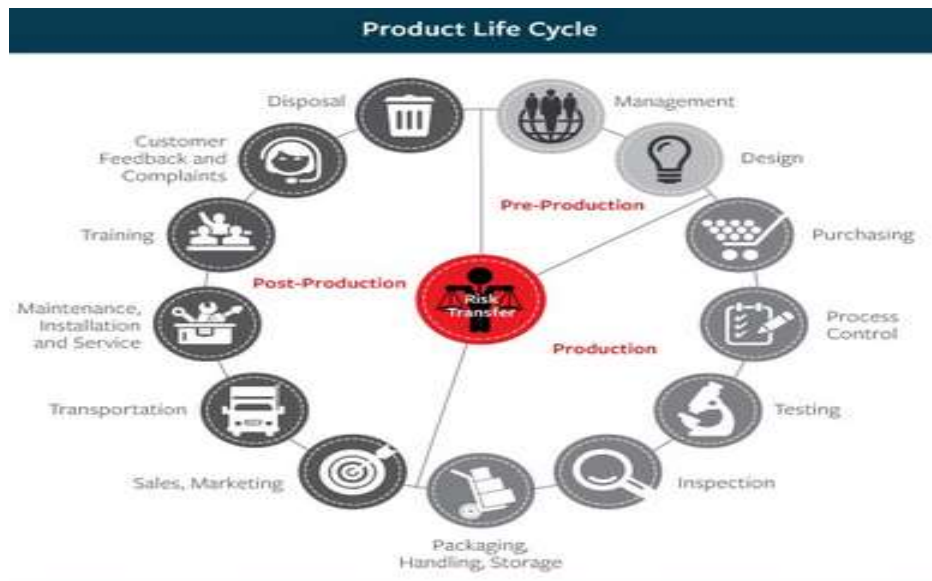 Product Life Cycle
Disposal
Management
Customer
Feedback and
Complaints
Design
Pre-Production
Training
Purchasing
Post-Production
Risk
Transfer
Maintenance,
Installation
and Service
Process
Control
Production
Transportation
Testing
Sales, Marketing
Inspection
Packaging,
Handling, Storage